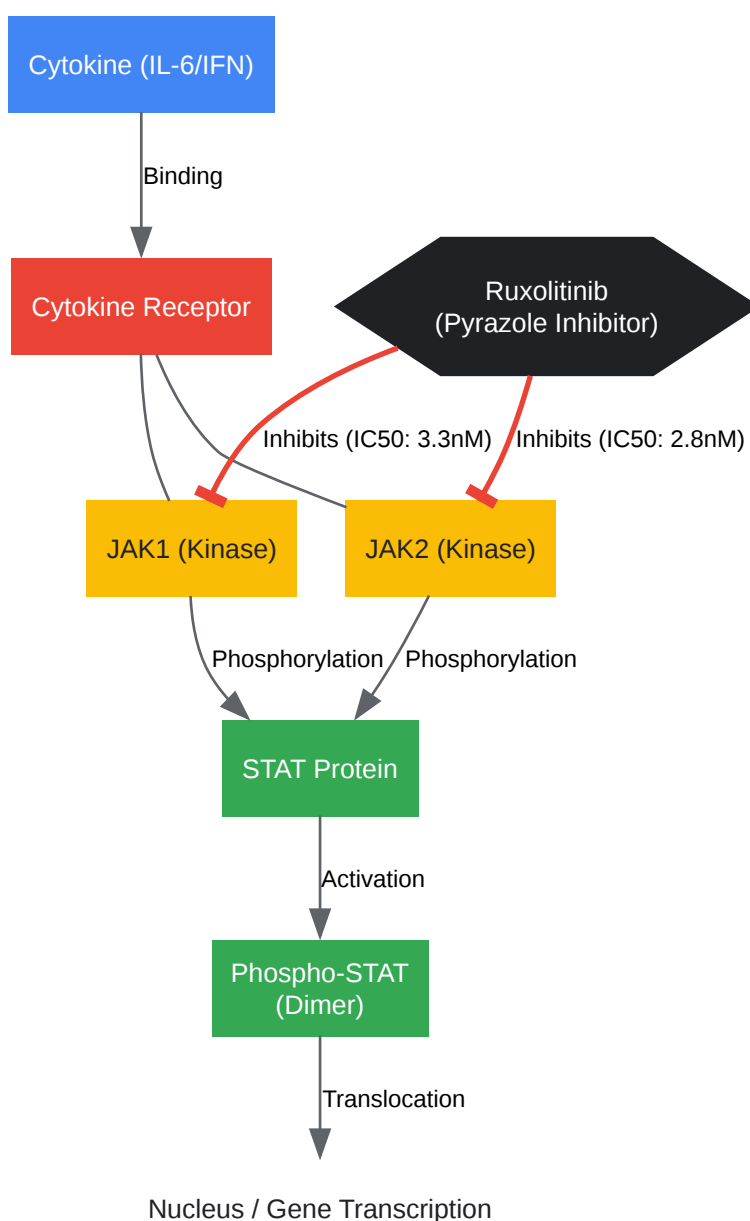 Cytokine (IL-6/IFN)
Binding
Cytokine Receptor
Ruxolitinib
(Pyrazole Inhibitor)
Inhibits (IC50: 3.3nM)
Inhibits (IC50: 2.8nM)
JAK1 (Kinase)
JAK2 (Kinase)
Phosphorylation
Phosphorylation
STAT Protein
Activation
Phospho-STAT
(Dimer)
Translocation
Nucleus / Gene Transcription